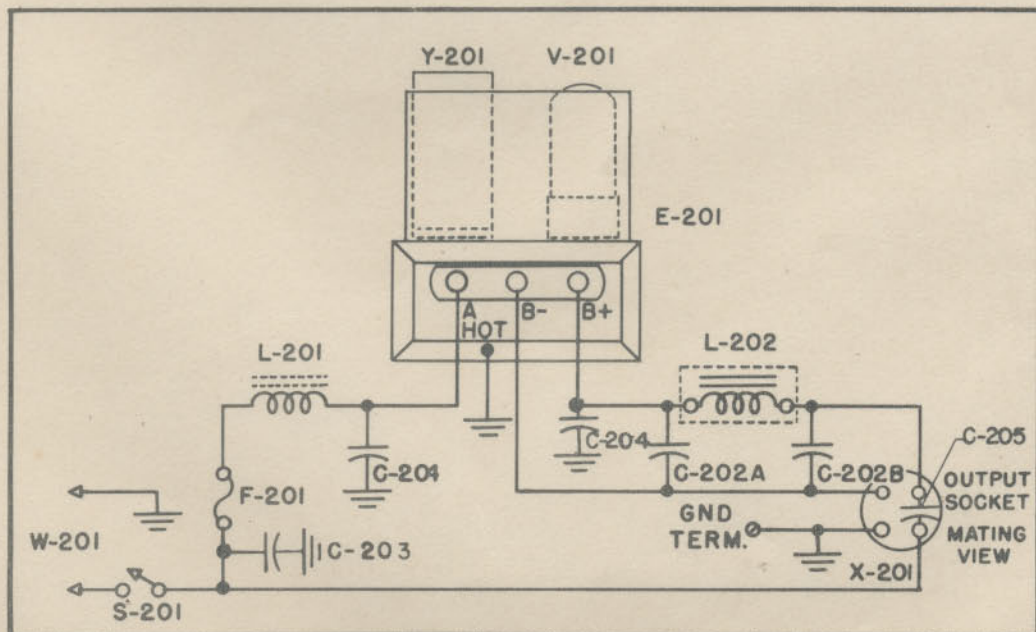 Y-201
V-201
E-201
A
HOT
B-
B+
L-201
L-202
C-204
C-204
C-205
C-202A
C-202B
OUTPUT
SOCKET
F-201
GND
TERM.
MATING
VIEW
W-201
C-203
X-201
S-201